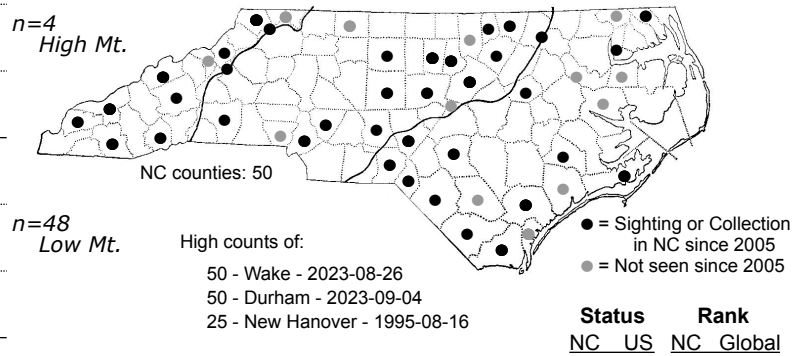 n=4
High Mt.
NC counties: 50
n=48
Low Mt.
High counts of:
50 - Wake - 2023-08-26
50 - Durham - 2023-09-04
25 - New Hanover - 1995-08-16
= Sighting or Collection
in NC since 2005
= Not seen since 2005
Status Rank
NC US NC Global